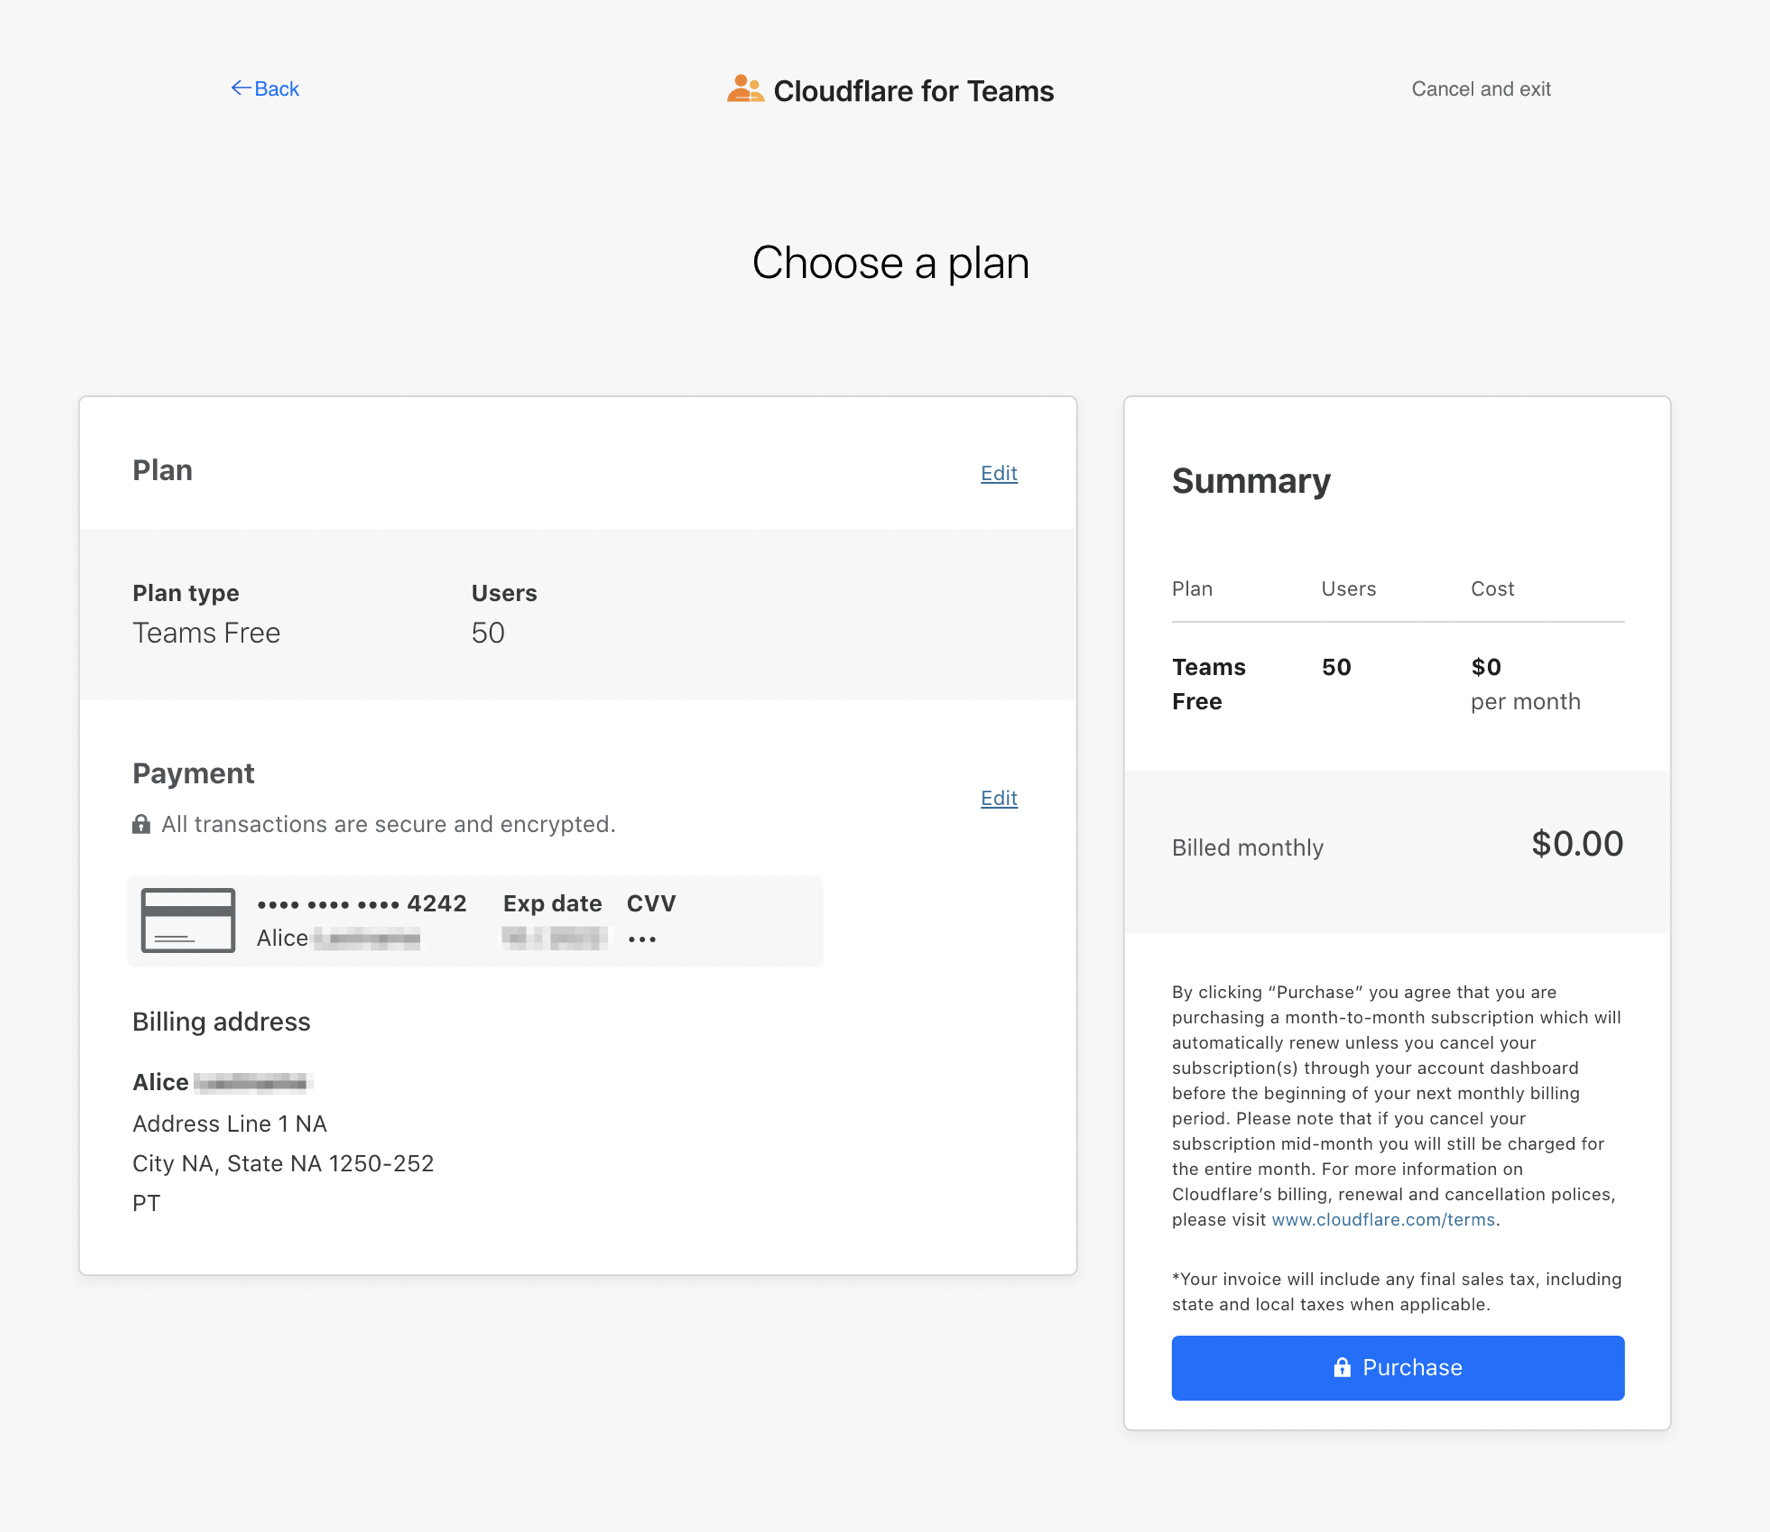 Back
Cloudflare for Teams
Cancel and exit
Choose a plan
Plan
Edit
Plan type
Users
Teams Free
50
Payment
Edit
All transactions are secure and encrypted.
•••• •••• •••• 4242
Exp date
CVV
Alice
•••
Billing address
Alice
Address Line 1 NA
City NA, State NA 1250-252
PT
Summary
Plan
Users
Cost
Teams
Free
50
$0
per month
Billed monthly
$0.00
By clicking “Purchase” you agree that you are
purchasing a month-to-month subscription which will
automatically renew unless you cancel your
subscription(s) through your account dashboard
before the beginning of your next monthly billing
period. Please note that if you cancel your
subscription mid-month you will still be charged for
the entire month. For more information on
Cloudflare’s billing, renewal and cancellation polices,
please visit www.cloudflare.com/terms.
*Your invoice will include any final sales tax, including
state and local taxes when applicable.
Purchase